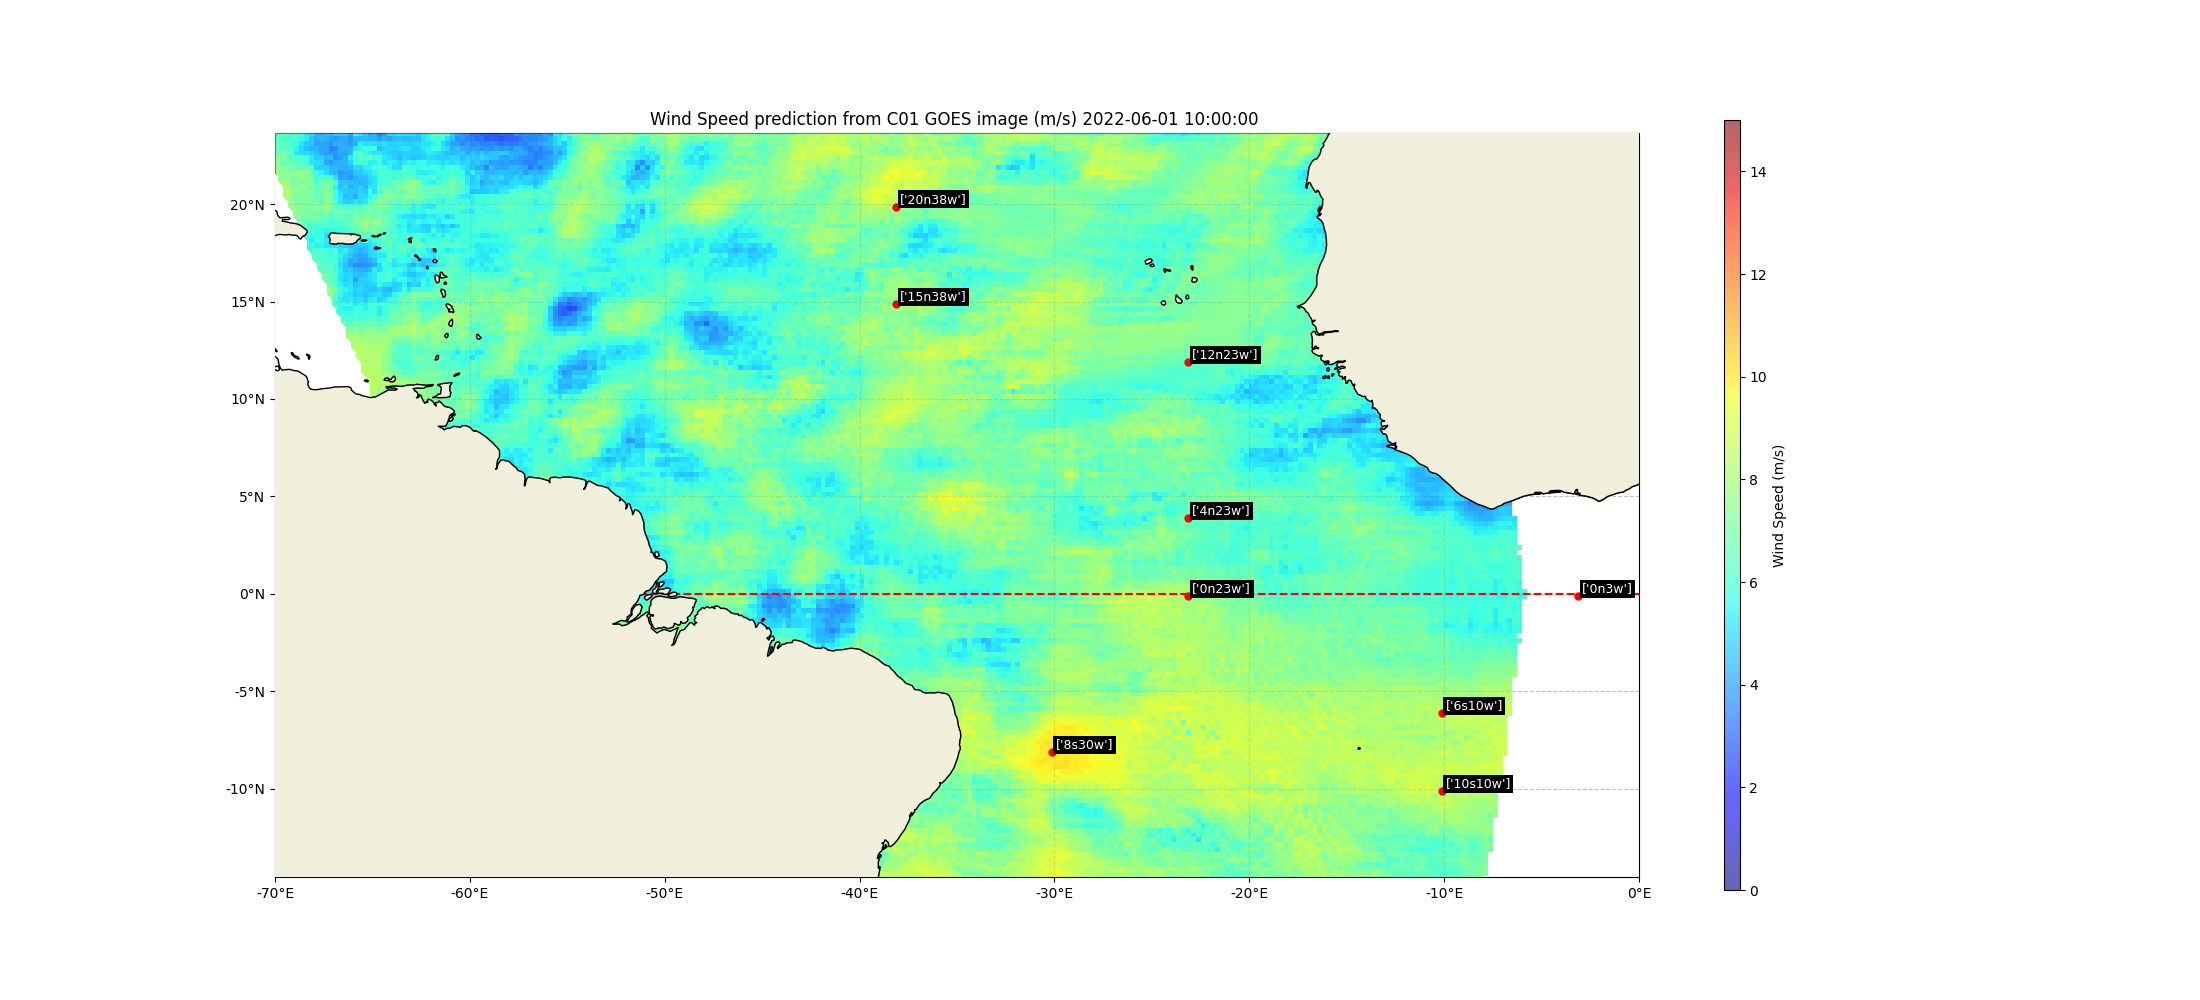 Wind Speed prediction from C01 GOES image (m/s) 2022-06-01 10:00:00
20°N
15°N
10°N
5°N
0°N
-5°N
-10°N
-70°E
-60°E
-50°E
-40°E
-30°E
-20°E
-10°E
0°E
['20n38w']
['15n38w']
['12n23w']
['4n23w']
['0n23w']
['0n3w']
['6s10w']
['8s30w']
['10s10w']
14
12
10
8
6
4
2
0
Wind Speed (m/s)